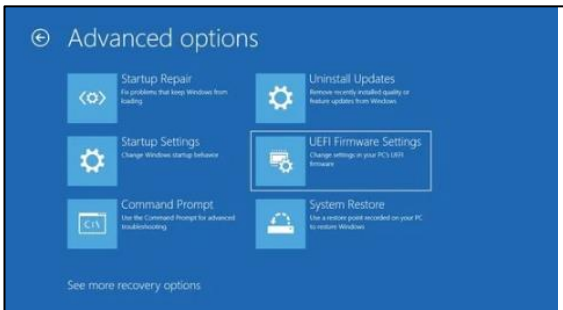 Advanced options
Startup Repair
Fix problems that keep Windows from
loading
Uninstall Updates
Remove recently installed quality or
feature updates from Windows
Startup Settings
Change Windows startup behavior
UEFI Firmware Settings
Change settings in your PC's UEFI
firmware
Command Prompt
Use the Command Prompt for advanced
troubleshooting
System Restore
Use a restore point recorded on your PC
to restore Windows
See more recovery options